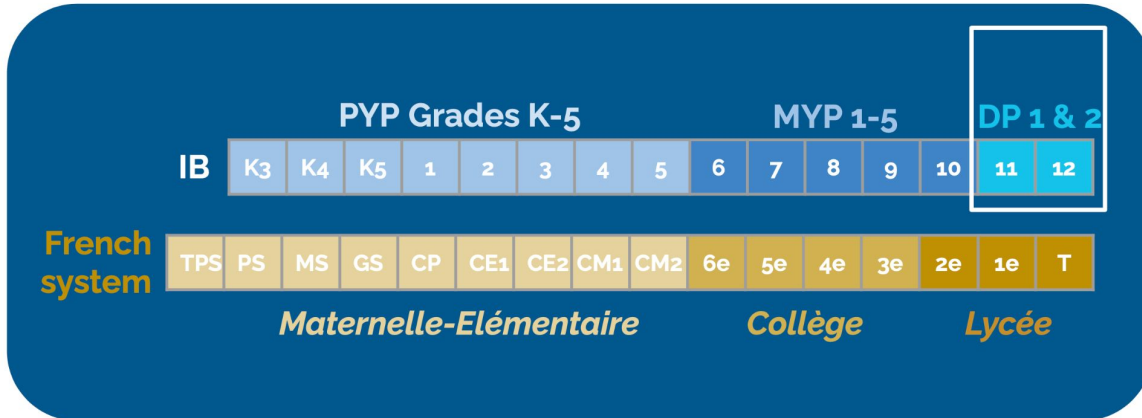 PYP Grades K-5 MYP 1-5 DP 1 & 2
IB K3 K4 K5 1 2 3 4 5 6 7 8 9 10 11 12
French system TPS PS MS GS CP CE1 CE2 CM1 CM2 6e 5e 4e 3e 2e 1e T
Maternelle-Elémentaire Collège Lycée